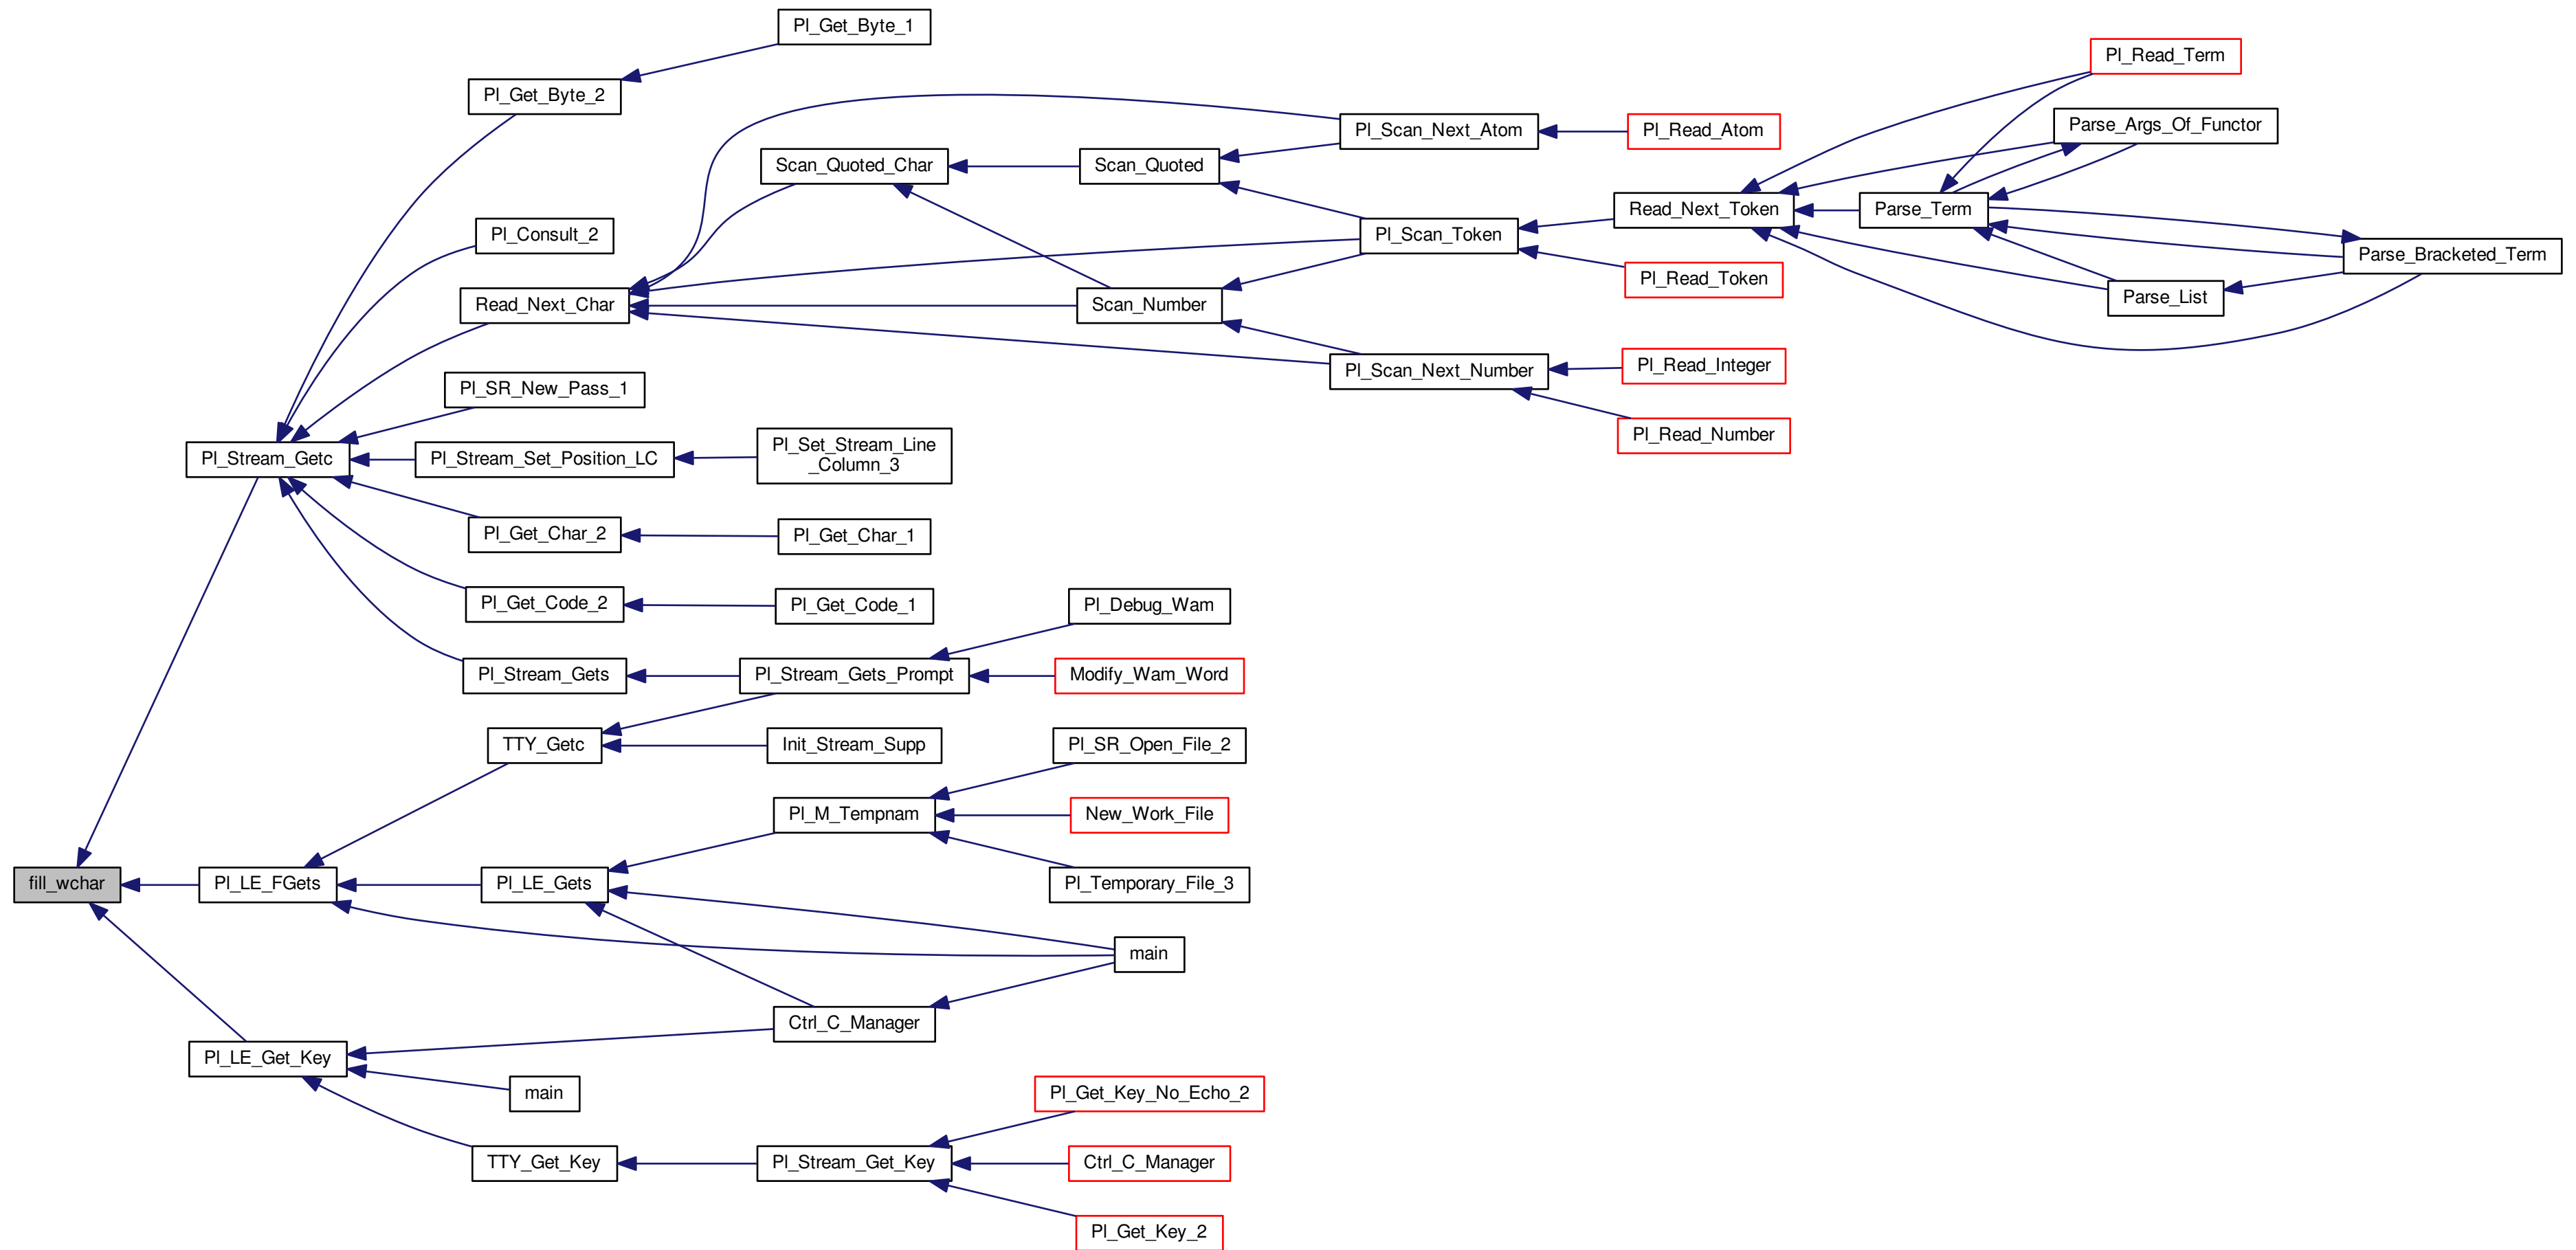 Pl_Get_Byte_1
Pl_Get_Byte_2
Pl_Read_Term
Parse_Args_Of_Functor
Pl_Scan_Next_Atom
Pl_Read_Atom
Scan_Quoted_Char
Scan_Quoted
Read_Next_Token
Parse_Term
Pl_Consult_2
Pl_Scan_Token
Parse_Bracketed_Term
Pl_Read_Token
Parse_List
Read_Next_Char
Scan_Number
Pl_Scan_Next_Number
Pl_Read_Integer
Pl_SR_New_Pass_1
Pl_Read_Number
Pl_Stream_Getc
Pl_Stream_Set_Position_LC
Pl_Set_Stream_Line
_Column_3
Pl_Get_Char_2
Pl_Get_Char_1
Pl_Get_Code_2
Pl_Get_Code_1
Pl_Debug_Wam
Pl_Stream_Gets
Pl_Stream_Gets_Prompt
Modify_Wam_Word
TTY_Getc
Init_Stream_Supp
Pl_SR_Open_File_2
Pl_M_Tempnam
New_Work_File
fill_wchar
Pl_LE_FGets
Pl_LE_Gets
Pl_Temporary_File_3
main
Ctrl_C_Manager
Pl_LE_Get_Key
main
Pl_Get_Key_No_Echo_2
TTY_Get_Key
Pl_Stream_Get_Key
Ctrl_C_Manager
Pl_Get_Key_2